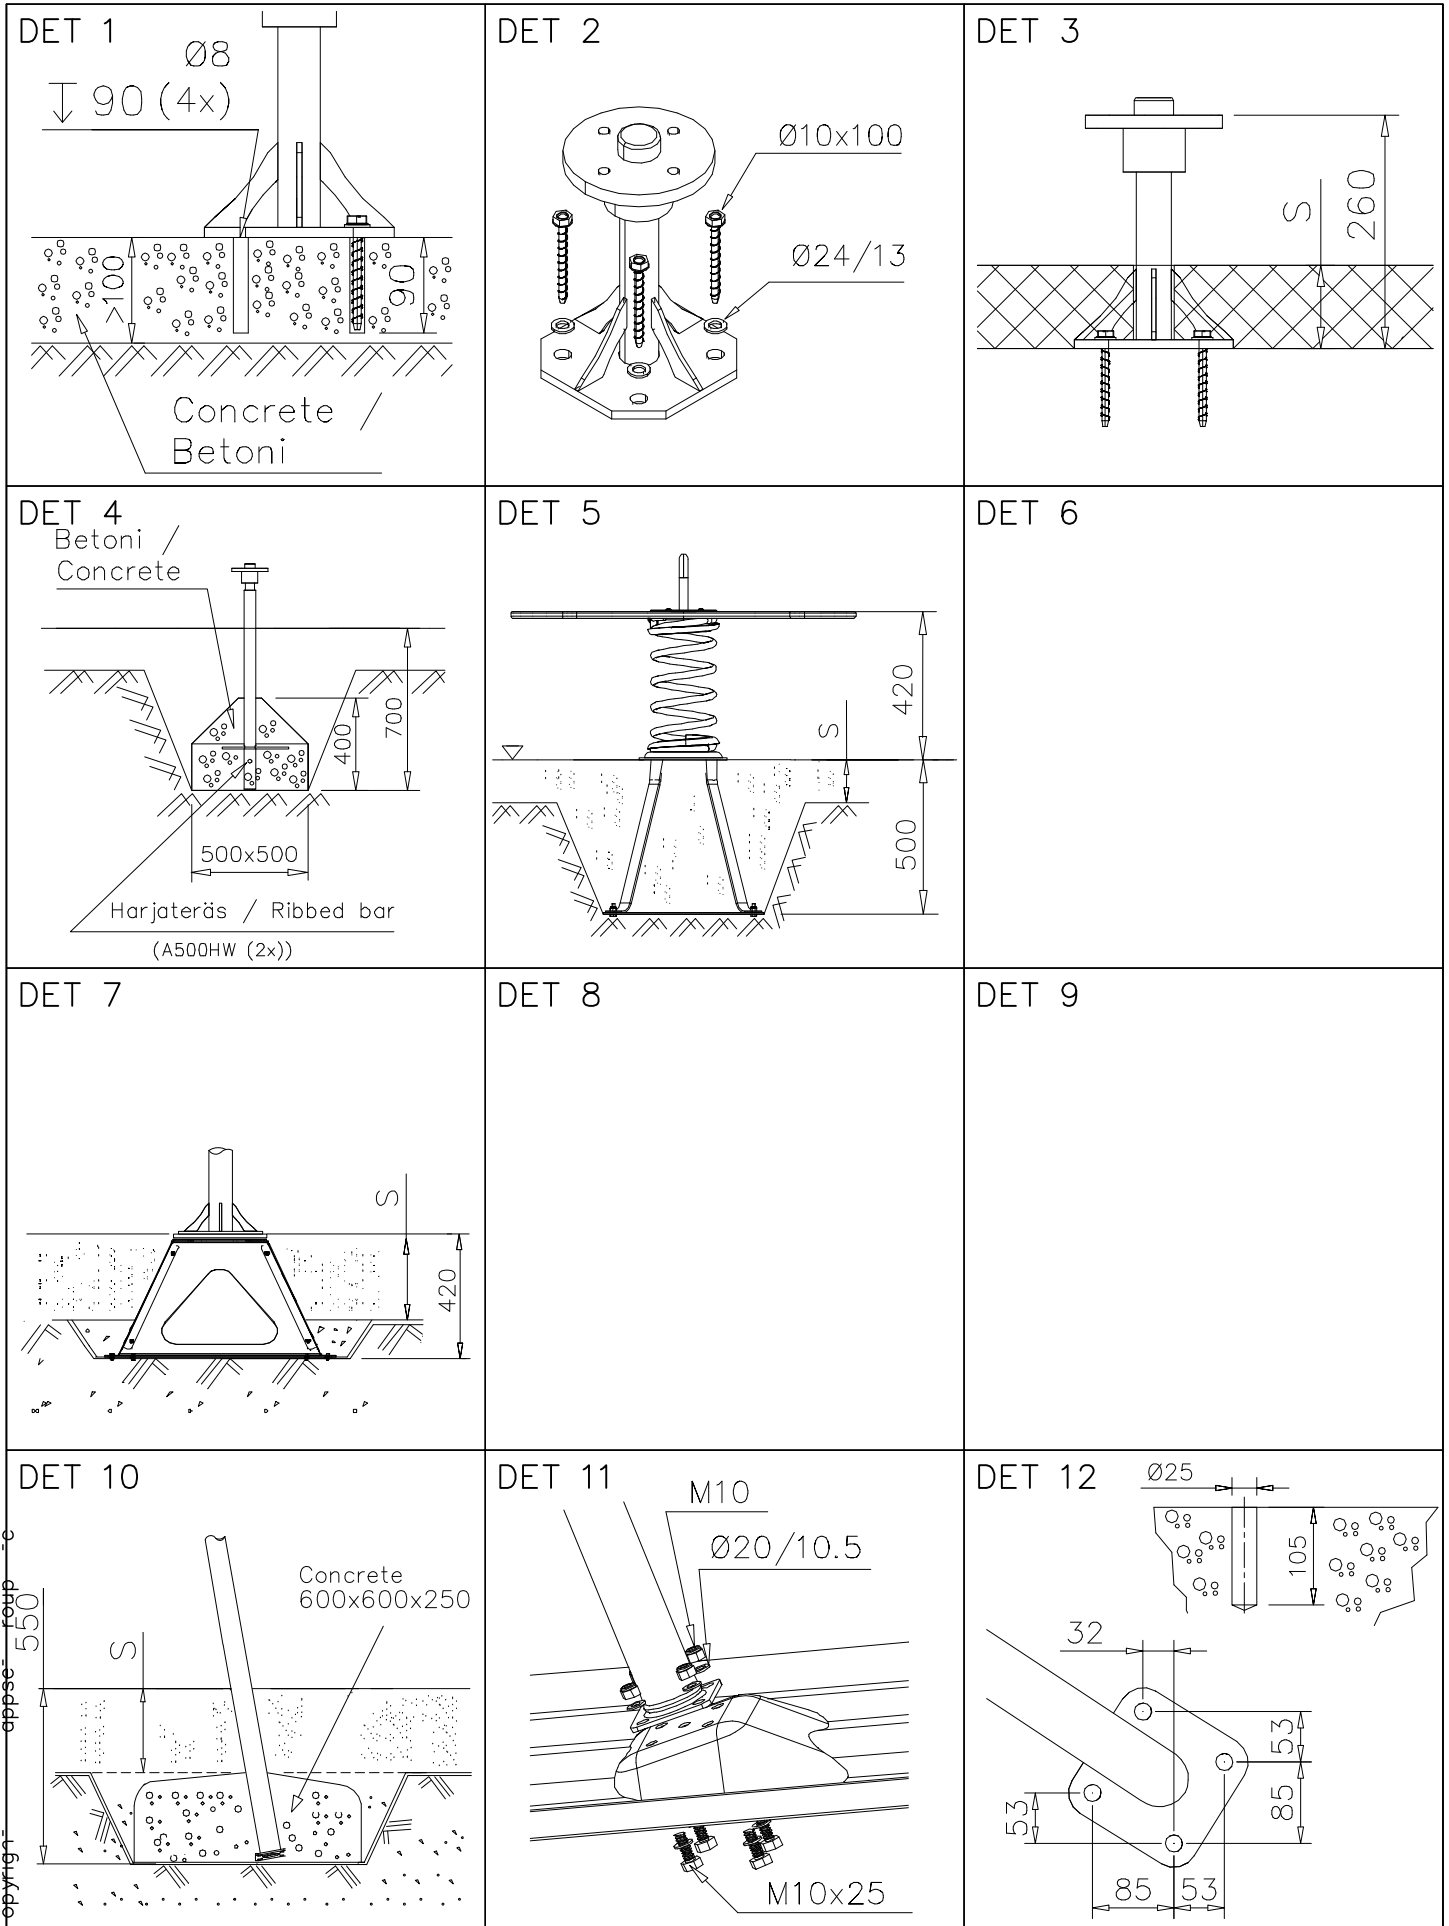 DET 1
Ø8
90 (4x)
>100
90
Concrete /
Betoni
DET 2
Ø10x100
Ø24/13
DET 3
S
260
DET 4
Betoni /
Concrete
400
700
500x500
Harjateräs / Ribbed bar
(A500HW (2x))
DET 5
420
S
500
DET 6
DET 7
S
420
DET 8
DET 9
DET 10
Concrete
600x600x250
550
S
DET 11
M10
Ø20/10.5
M10x25
DET 12
Ø25
105
32
53
85
53
85
53